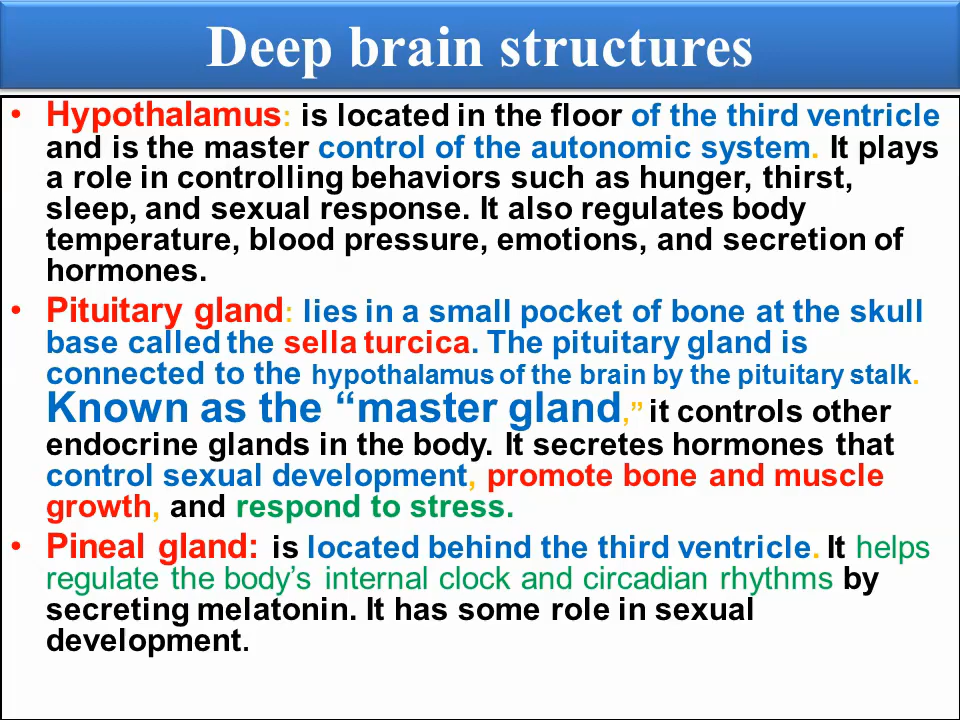 Deep brain structures
• Hypothalamus: is located in the floor of the third ventricle
and is the master control of the autonomic system. It plays
a role in controlling behaviors such as hunger, thirst,
sleep, and sexual response. It also regulates body
temperature, blood pressure, emotions, and secretion of
hormones.
• Pituitary gland: lies in a small pocket of bone at the skull
base called the sella turcica. The pituitary gland is
connected to the hypothalamus of the brain by the pituitary stalk.
Known as the “master gland,” it controls other
endocrine glands in the body. It secretes hormones that
control sexual development, promote bone and muscle
growth, and respond to stress.
• Pineal gland: is located behind the third ventricle. It helps
regulate the body’s internal clock and circadian rhythms by
secreting melatonin. It has some role in sexual
development.